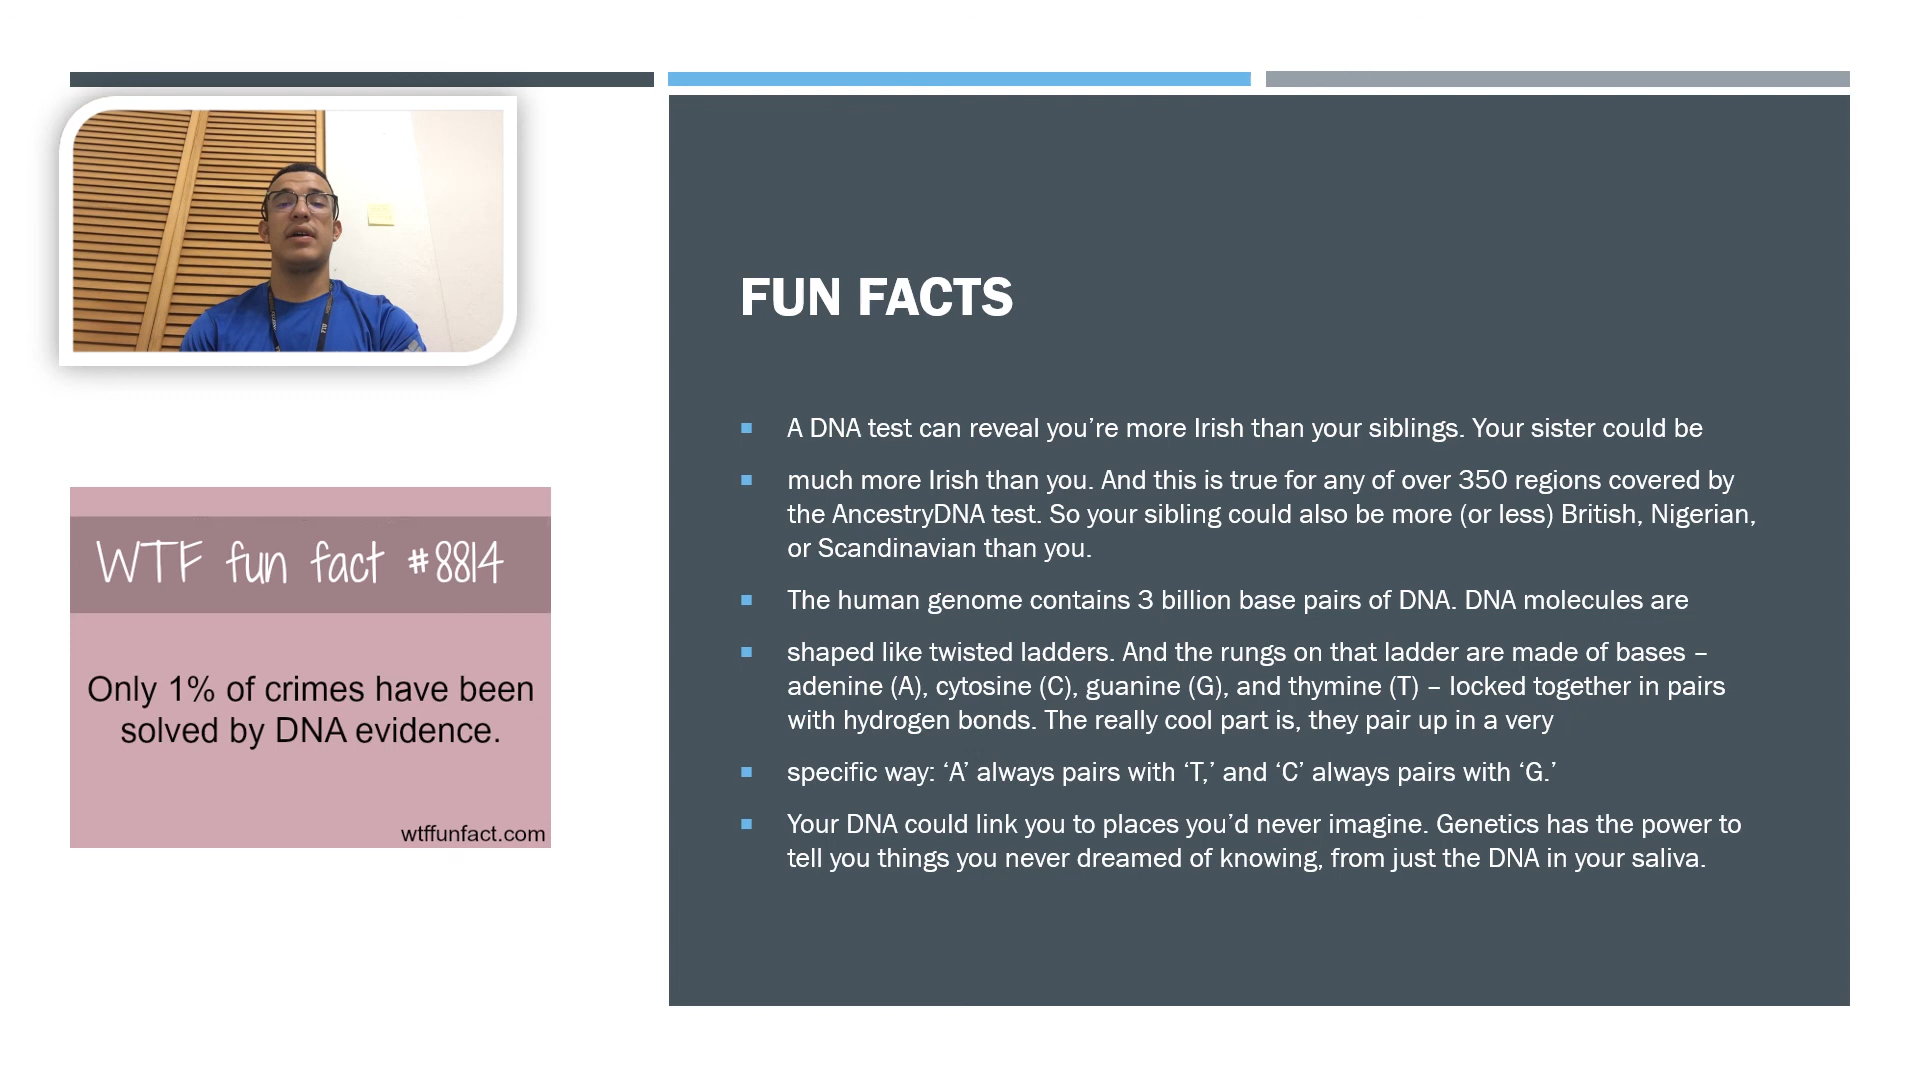 FUN FACTS
A DNA test can reveal you’re more Irish than your siblings. Your sister could be
much more Irish than you. And this is true for any of over 350 regions covered by
the AncestryDNA test. So your sibling could also be more (or less) British, Nigerian,
or Scandinavian than you.
The human genome contains 3 billion base pairs of DNA. DNA molecules are
shaped like twisted ladders. And the rungs on that ladder are made of bases –
adenine (A), cytosine (C), guanine (G), and thymine (T) – locked together in pairs
with hydrogen bonds. The really cool part is, they pair up in a very
specific way: ‘A’ always pairs with ‘T,’ and ‘C’ always pairs with ‘G.’
Your DNA could link you to places you’d never imagine. Genetics has the power to
tell you things you never dreamed of knowing, from just the DNA in your saliva.
WTF fun fact #8814
Only 1% of crimes have been
solved by DNA evidence.
wtffunfact.com